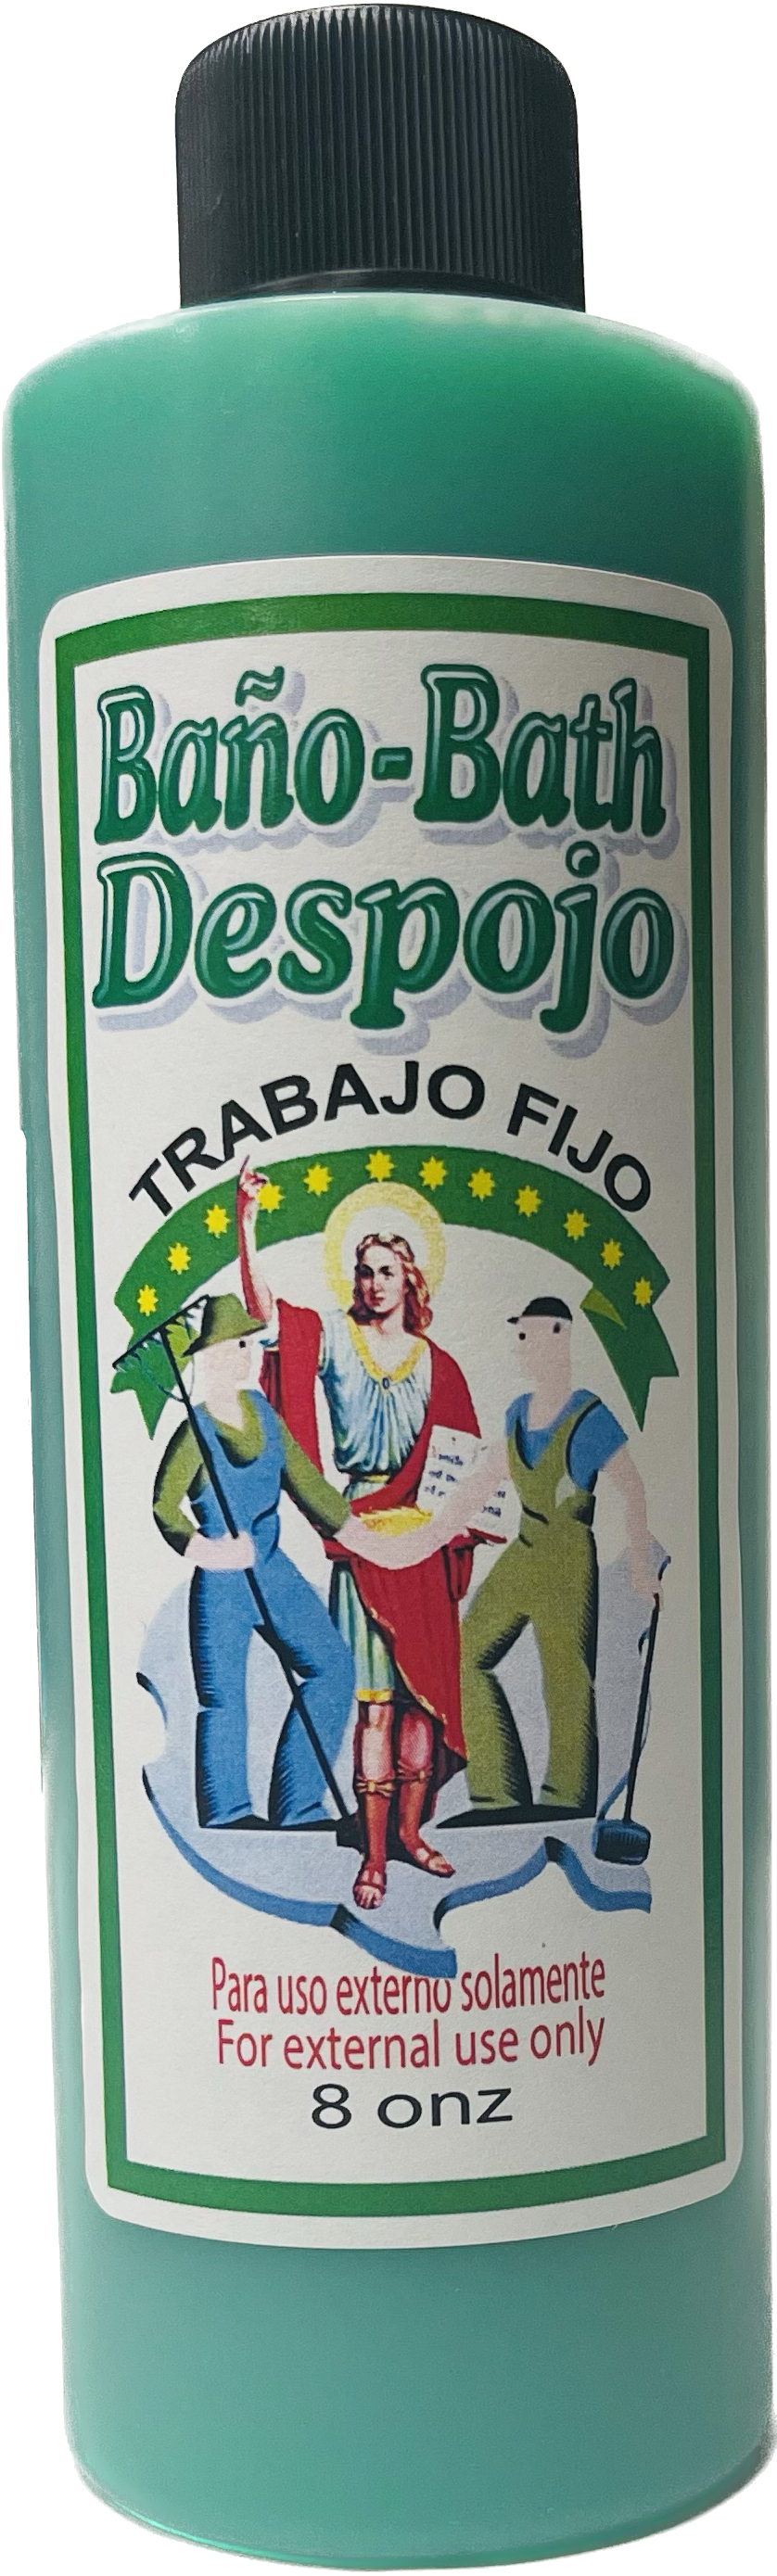 Baño-Bath
Despojo
TRABAJO FIJO
Para uso externo solamente
For external use only
8 onz